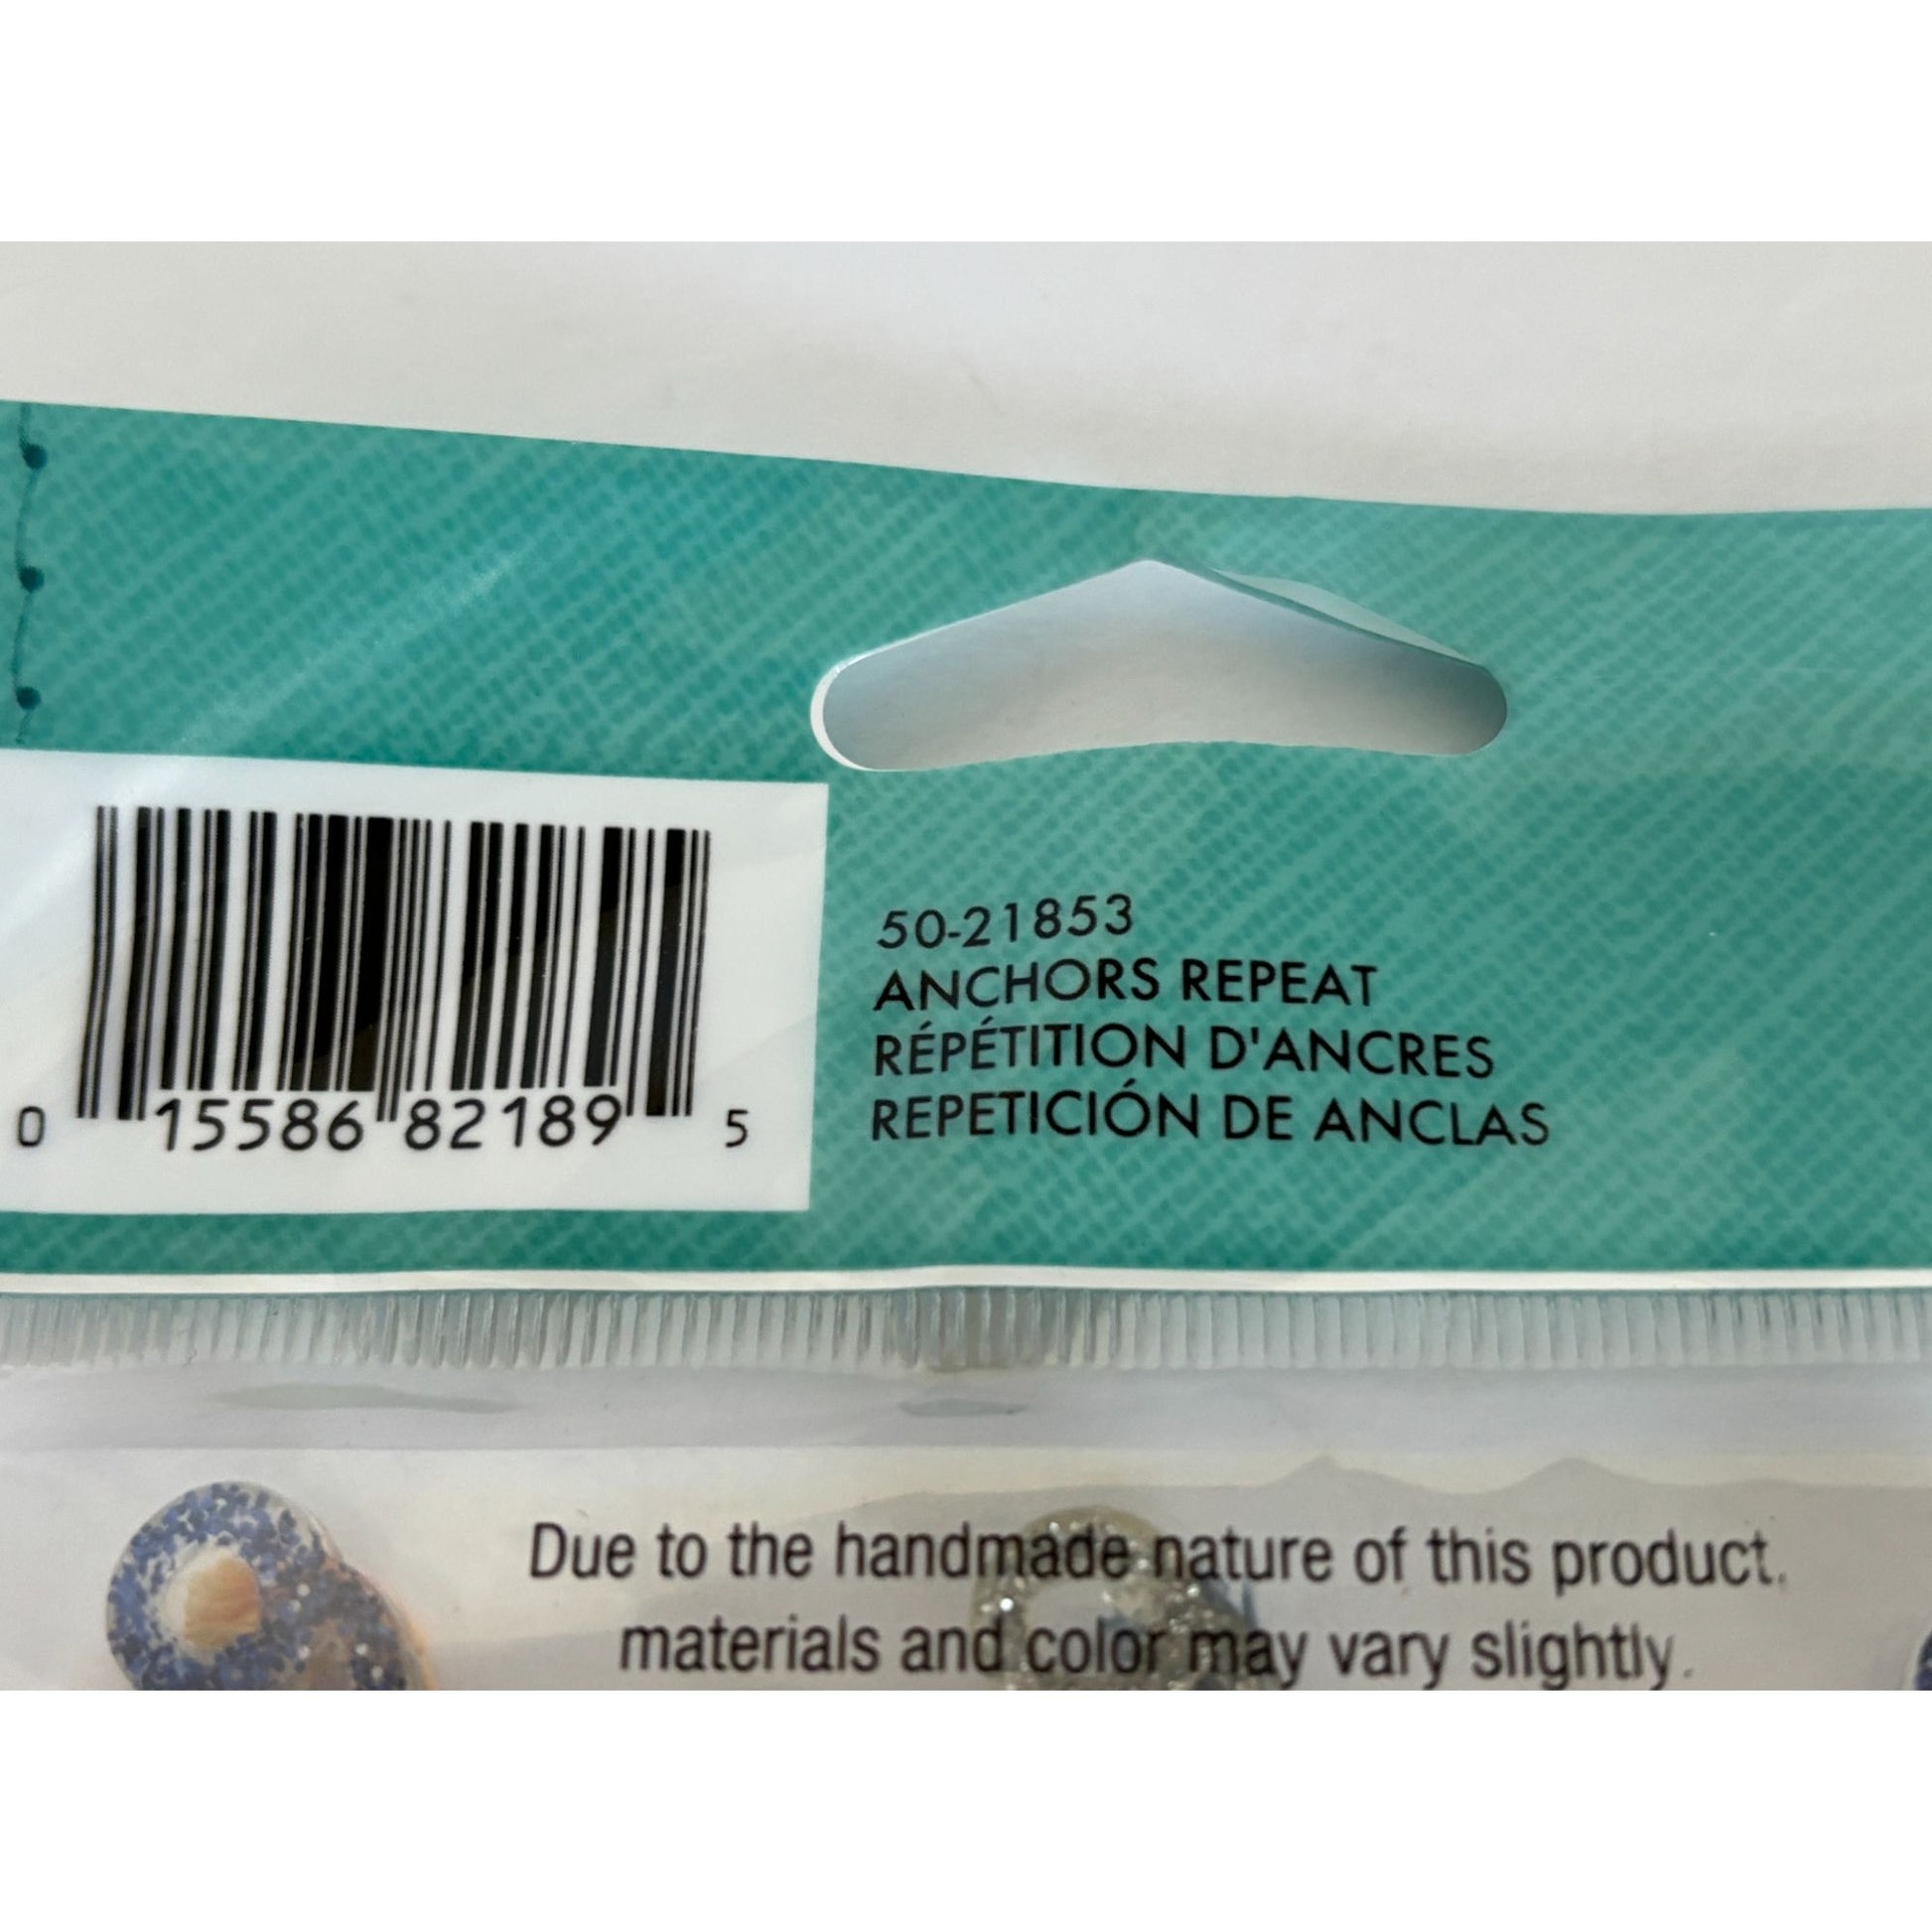 50-21853
ANCHORS REPEAT
RÉPÉTITION D'ANCRES
REPETICIÓN DE ANCLAS
0 15586 82189 5
Due to the handmade nature of this product.
materials and color may vary slightly.